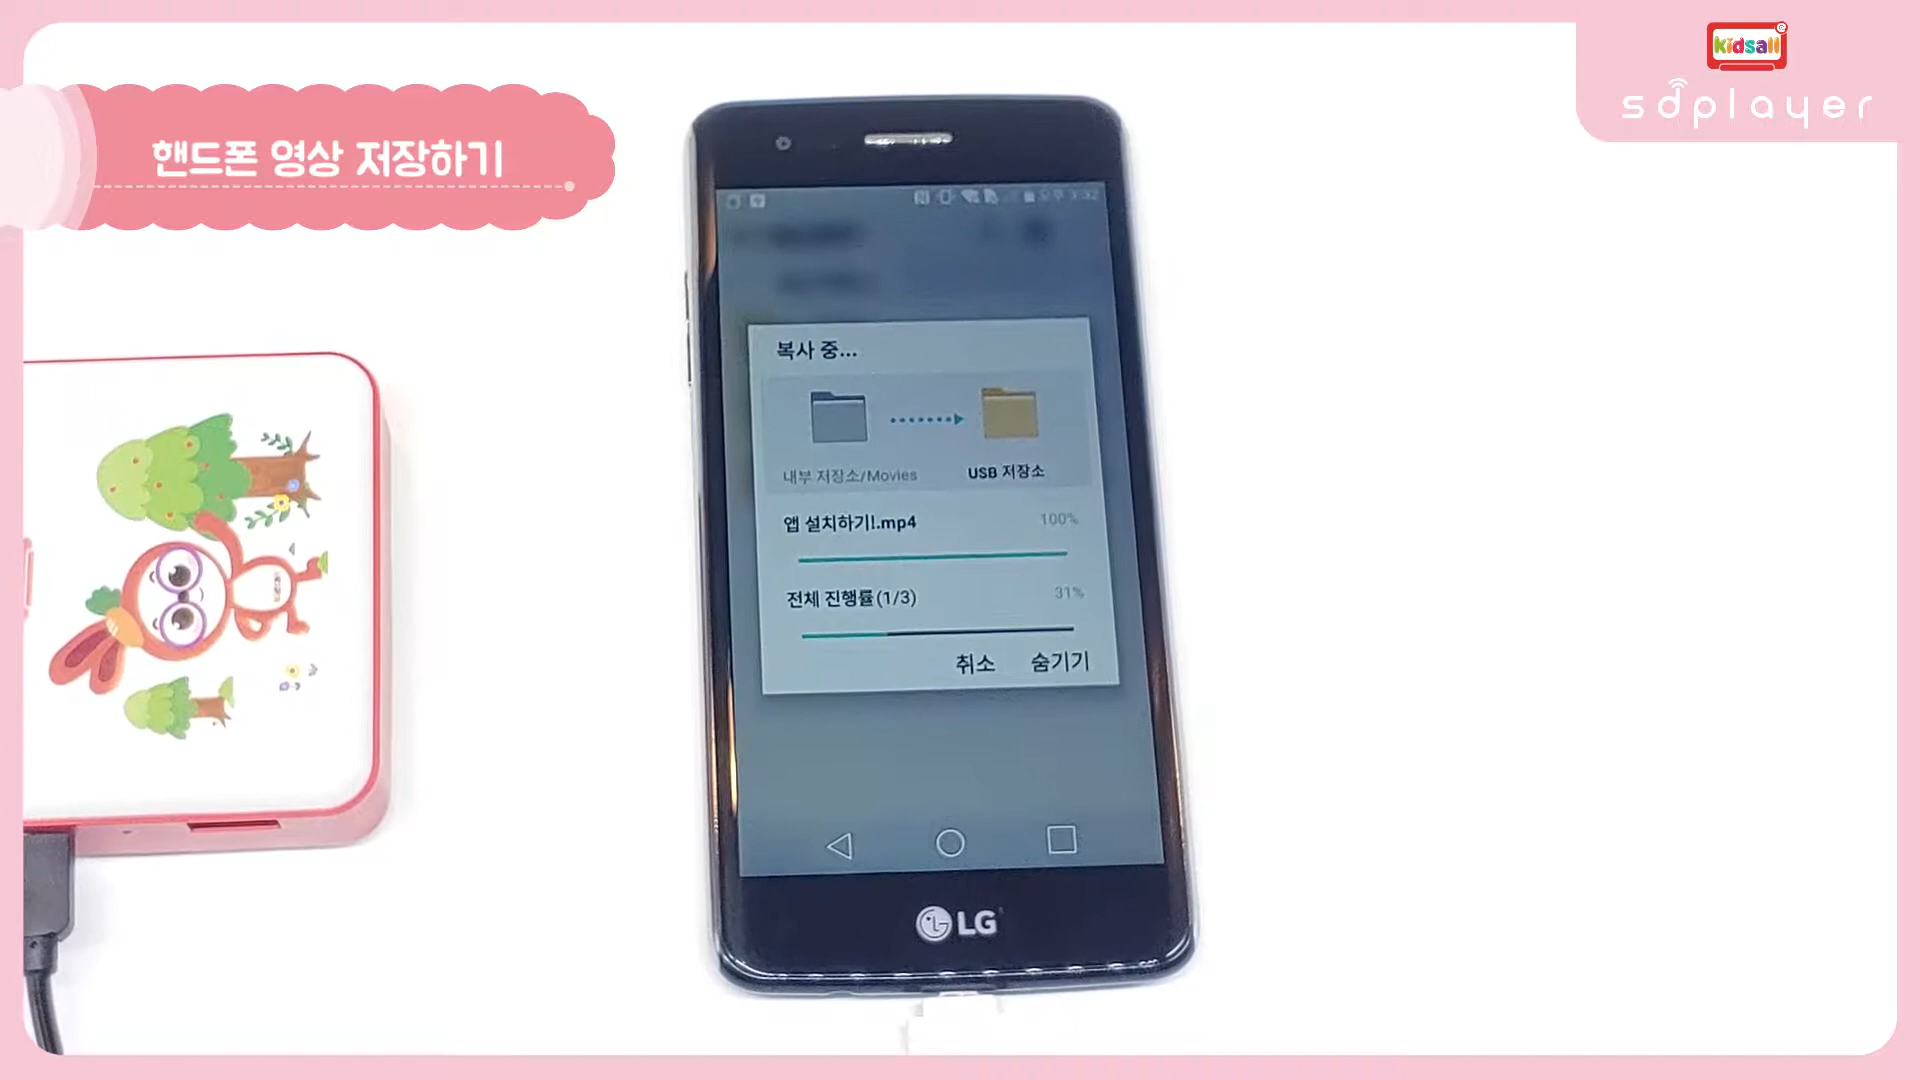 kidsall
sdplayer
핸드폰 영상 저장하기
복사 중...
내부 저장소/Movies
USB 저장소
앱 설치하기!.mp4
100%
전체 진행률(1/3)
31%
취소
숨기기
LG